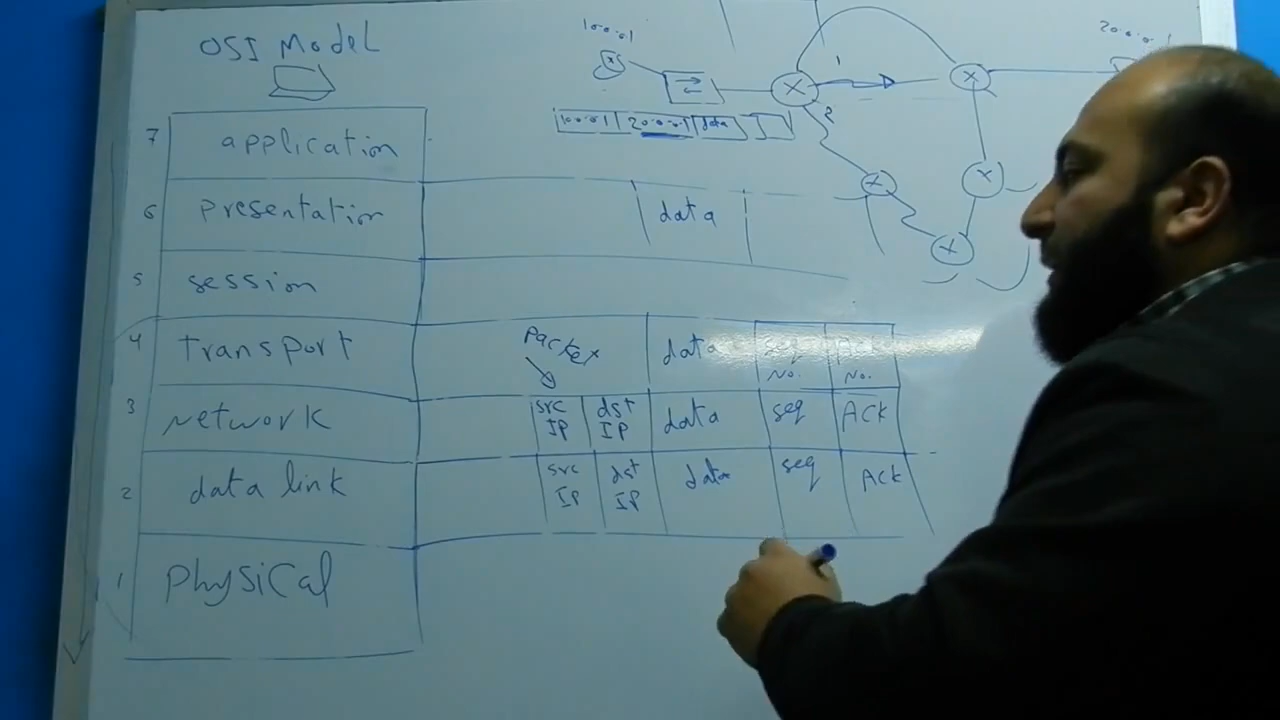 OSI Model
10.0.0.1
20.0.0.1
1
2
10.0.0.1 20.0.0.1 data
7 application
6 presentation data
5 session
4 Transport Packet data No. No.
3 Network src IP dst IP data seq ACK
2 data link src IP dst IP data seq ACK
1 Physical